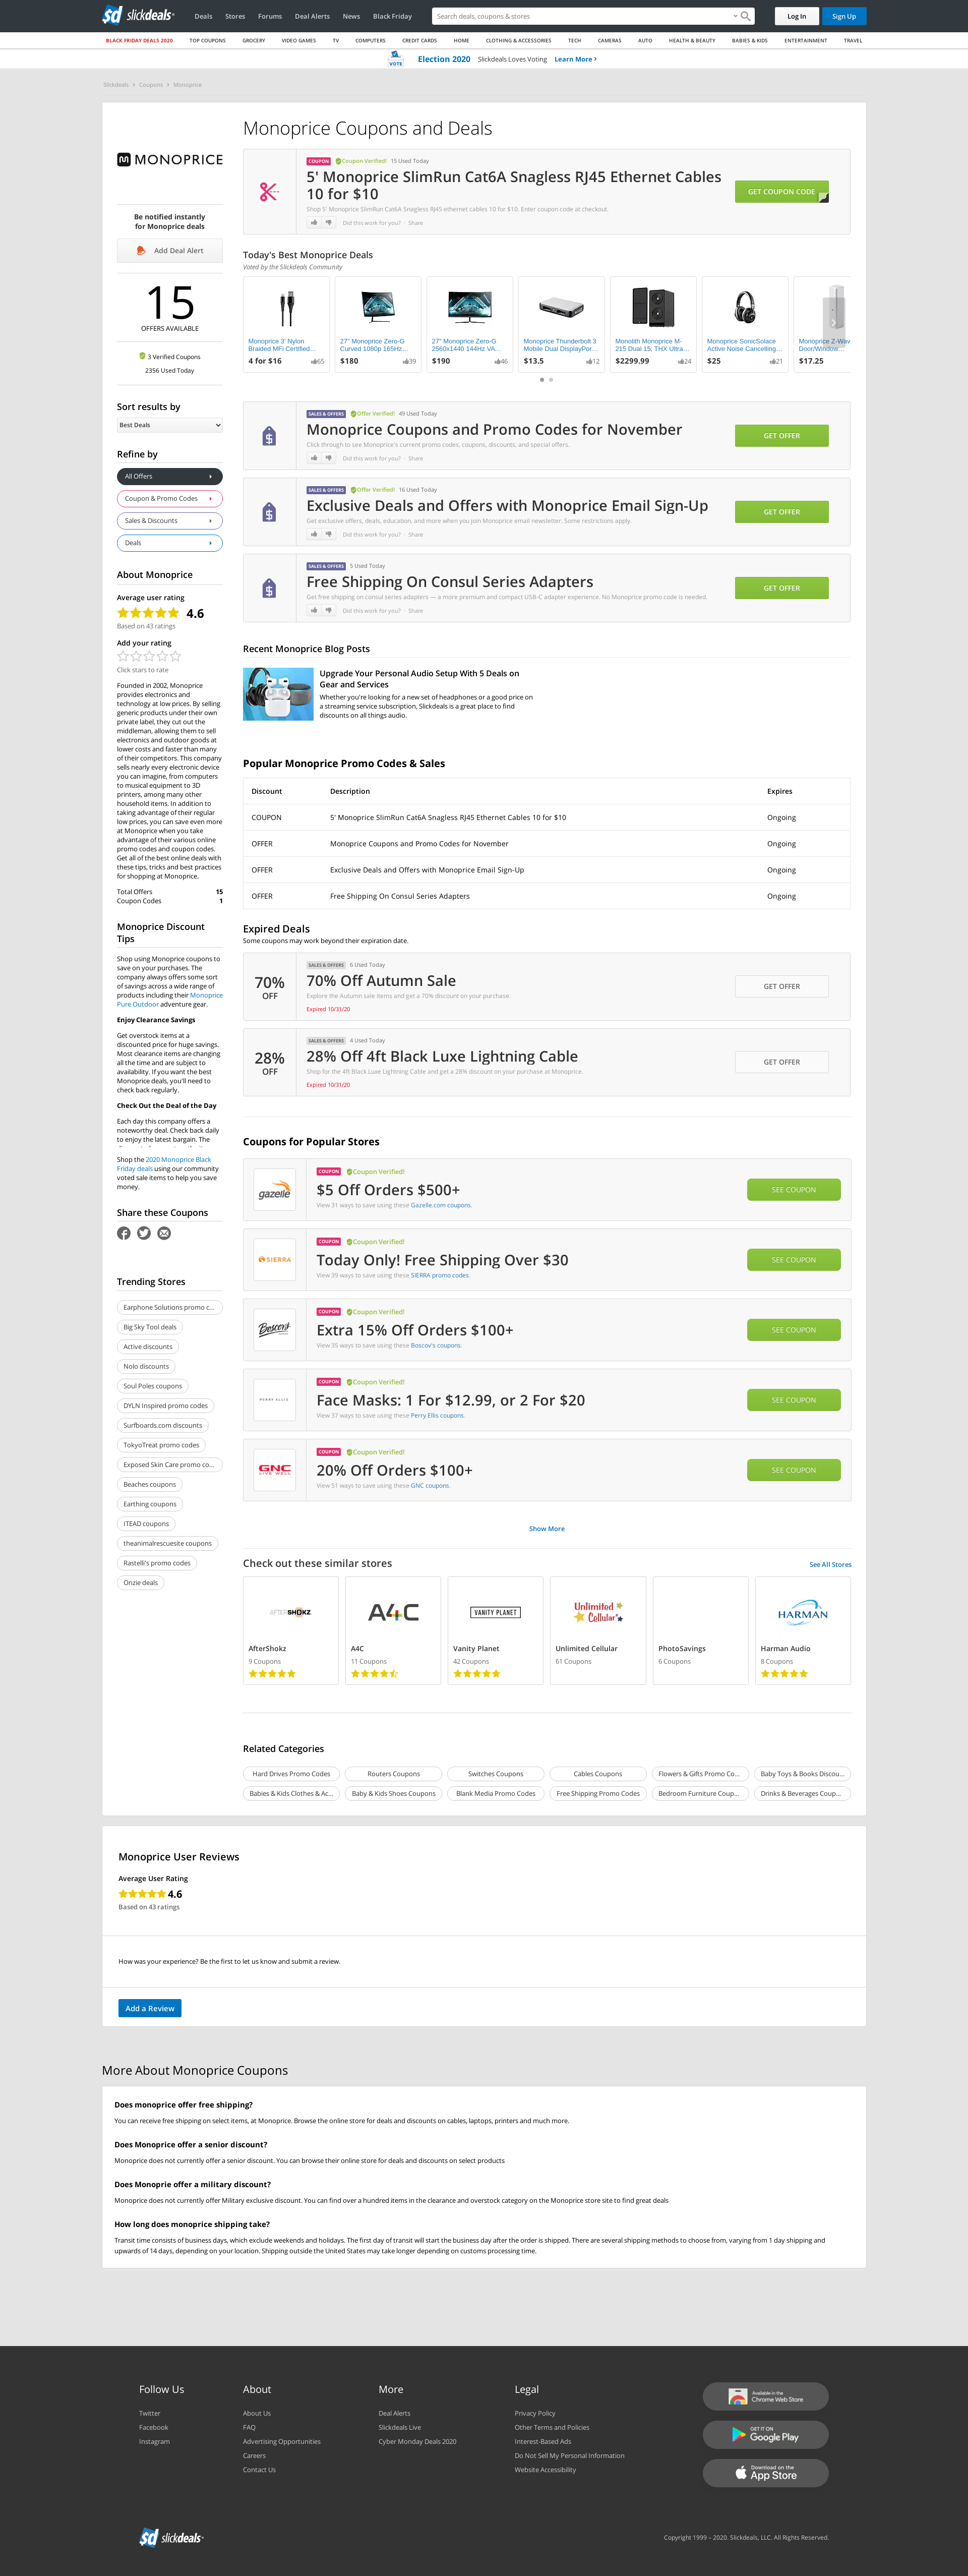 sd slickdeals
Deals Stores Forums Deal Alerts News Black Friday
Search deals, coupons & stores
Log In Sign Up
BLACK FRIDAY DEALS 2020 TOP COUPONS GROCERY VIDEO GAMES TV COMPUTERS CREDIT CARDS HOME CLOTHING & ACCESSORIES TECH CAMERAS AUTO HEALTH & BEAUTY BABIES & KIDS ENTERTAINMENT TRAVEL
VOTE Election 2020 Slickdeals Loves Voting Learn More ›
Slickdeals › Coupons › Monoprice
MONOPRICE
Be notified instantly
for Monoprice deals
Add Deal Alert
15
OFFERS AVAILABLE
3 Verified Coupons
2356 Used Today
Sort results by
Best Deals
Refine by
All Offers
Coupon & Promo Codes
Sales & Discounts
Deals
About Monoprice
Average user rating
4.6
Based on 43 ratings
Add your rating
Click stars to rate
Founded in 2002, Monoprice
provides electronics and
technology at low prices. By selling
generic products under their own
private label, they cut out the
middleman, allowing them to sell
electronics and outdoor goods at
lower costs and faster than many
of their competitors. This company
sells nearly every electronic device
you can imagine, from computers
to musical equipment to 3D
printers, among many other
household items. In addition to
taking advantage of their regular
low prices, you can save even more
at Monoprice when you take
advantage of their various online
promo codes and coupon codes.
Get all of the best online deals with
these tips, tricks and best practices
for shopping at Monoprice.
Total Offers 15
Coupon Codes 1
Monoprice Discount
Tips
Shop using Monoprice coupons to
save on your purchases. The
company always offers some sort
of savings across a wide range of
products including their Monoprice
Pure Outdoor adventure gear.
Enjoy Clearance Savings
Get overstock items at a
discounted price for huge savings.
Most clearance items are changing
all the time and are subject to
availability. If you want the best
Monoprice deals, you'll need to
check back regularly.
Check Out the Deal of the Day
Each day this company offers a
noteworthy deal. Check back daily
to enjoy the latest bargain. The
Shop the 2020 Monoprice Black
Friday deals using our community
voted sale items to help you save
money.
Share these Coupons
Trending Stores
Earphone Solutions promo c...
Big Sky Tool deals
Active discounts
Nolo discounts
Soul Poles coupons
DYLN Inspired promo codes
Surfboards.com discounts
TokyoTreat promo codes
Exposed Skin Care promo co...
Beaches coupons
Earthing coupons
ITEAD coupons
theanimalrescuesite coupons
Rastelli's promo codes
Onzie deals
Monoprice Coupons and Deals
COUPON Coupon Verified! 15 Used Today
5' Monoprice SlimRun Cat6A Snagless RJ45 Ethernet Cables
10 for $10
Shop 5' Monoprice SlimRun Cat6A Snagless RJ45 ethernet cables 10 for $10. Enter coupon code at checkout.
Did this work for you? · Share
GET COUPON CODE
Today's Best Monoprice Deals
Voted by the Slickdeals Community
Monoprice 3' Nylon
Braided MFi Certified...
4 for $16 65
27" Monoprice Zero-G
Curved 1080p 165Hz...
$180 39
27" Monoprice Zero-G
2560x1440 144Hz VA...
$190 46
Monoprice Thunderbolt 3
Mobile Dual DisplayPor...
$13.5 12
Monolith Monoprice M-
215 Dual 15; THX Ultra...
$2299.99 24
Monoprice SonicSolace
Active Noise Cancelling...
$25 21
Monoprice Z-Wav
Door/Window...
$17.25
SALES & OFFERS Offer Verified! 49 Used Today
Monoprice Coupons and Promo Codes for November
Click through to see Monoprice's current promo codes, coupons, discounts, and special offers.
Did this work for you? · Share
GET OFFER
SALES & OFFERS Offer Verified! 16 Used Today
Exclusive Deals and Offers with Monoprice Email Sign-Up
Get exclusive offers, deals, education, and more when you join Monoprice email newsletter. Some restrictions apply.
Did this work for you? · Share
GET OFFER
SALES & OFFERS 5 Used Today
Free Shipping On Consul Series Adapters
Get free shipping on consul series adapters — a more premium and compact USB-C adapter experience. No Monoprice promo code is needed.
Did this work for you? · Share
GET OFFER
Recent Monoprice Blog Posts
Upgrade Your Personal Audio Setup With 5 Deals on
Gear and Services
Whether you're looking for a new set of headphones or a good price on
a streaming service subscription, Slickdeals is a great place to find
discounts on all things audio.
Popular Monoprice Promo Codes & Sales
Discount Description Expires
COUPON 5' Monoprice SlimRun Cat6A Snagless RJ45 Ethernet Cables 10 for $10 Ongoing
OFFER Monoprice Coupons and Promo Codes for November Ongoing
OFFER Exclusive Deals and Offers with Monoprice Email Sign-Up Ongoing
OFFER Free Shipping On Consul Series Adapters Ongoing
Expired Deals
Some coupons may work beyond their expiration date.
70% OFF
SALES & OFFERS 6 Used Today
70% Off Autumn Sale
Explore the Autumn sale items and get a 70% discount on your purchase.
Expired 10/31/20
GET OFFER
28% OFF
SALES & OFFERS 4 Used Today
28% Off 4ft Black Luxe Lightning Cable
Shop for the 4ft Black Luxe Lightning Cable and get a 28% discount on your purchase at Monoprice.
Expired 10/31/20
GET OFFER
Coupons for Popular Stores
gazelle
COUPON Coupon Verified!
$5 Off Orders $500+
View 31 ways to save using these Gazelle.com coupons.
SEE COUPON
SIERRA
COUPON Coupon Verified!
Today Only! Free Shipping Over $30
View 39 ways to save using these SIERRA promo codes.
SEE COUPON
Boscov's
COUPON Coupon Verified!
Extra 15% Off Orders $100+
View 35 ways to save using these Boscov's coupons.
SEE COUPON
PERRY ELLIS
COUPON Coupon Verified!
Face Masks: 1 For $12.99, or 2 For $20
View 37 ways to save using these Perry Ellis coupons.
SEE COUPON
GNC
LIVE WELL
COUPON Coupon Verified!
20% Off Orders $100+
View 51 ways to save using these GNC coupons.
SEE COUPON
Show More
Check out these similar stores
See All Stores
AFTERSHOKZ
AfterShokz
9 Coupons
A4C
A4C
11 Coupons
VANITY PLANET
Vanity Planet
42 Coupons
Unlimited Cellular
Unlimited Cellular
61 Coupons
PhotoSavings
6 Coupons
HARMAN
Harman Audio
8 Coupons
Related Categories
Hard Drives Promo Codes Routers Coupons Switches Coupons Cables Coupons Flowers & Gifts Promo Co... Baby Toys & Books Discou...
Babies & Kids Clothes & Ac... Baby & Kids Shoes Coupons Blank Media Promo Codes Free Shipping Promo Codes Bedroom Furniture Coup... Drinks & Beverages Coup...
Monoprice User Reviews
Average User Rating
4.6
Based on 43 ratings
How was your experience? Be the first to let us know and submit a review.
Add a Review
More About Monoprice Coupons
Does monoprice offer free shipping?
You can receive free shipping on select items, at Monoprice. Browse the online store for deals and discounts on cables, laptops, printers and much more.
Does Monoprice offer a senior discount?
Monoprice does not currently offer a senior discount. You can browse their online store for deals and discounts on select products
Does Monoprie offer a military discount?
Monoprice does not currently offer Military exclusive discount. You can find over a hundred items in the clearance and overstock category on the Monoprice store site to find great deals
How long does monoprice shipping take?
Transit time consists of business days, which exclude weekends and holidays. The first day of transit will start the business day after the order is shipped. There are several shipping methods to choose from, varying from 1 day shipping and
upwards of 14 days, depending on your location. Shipping outside the United States may take longer depending on customs processing time.
Follow Us
Twitter
Facebook
Instagram
About
About Us
FAQ
Advertising Opportunities
Careers
Contact Us
More
Deal Alerts
Slickdeals Live
Cyber Monday Deals 2020
Legal
Privacy Policy
Other Terms and Policies
Interest-Based Ads
Do Not Sell My Personal Information
Website Accessibility
Available in the
Chrome Web Store
GET IT ON
Google Play
Download on the
App Store
sd slickdeals
Copyright 1999 – 2020. Slickdeals, LLC. All Rights Reserved.